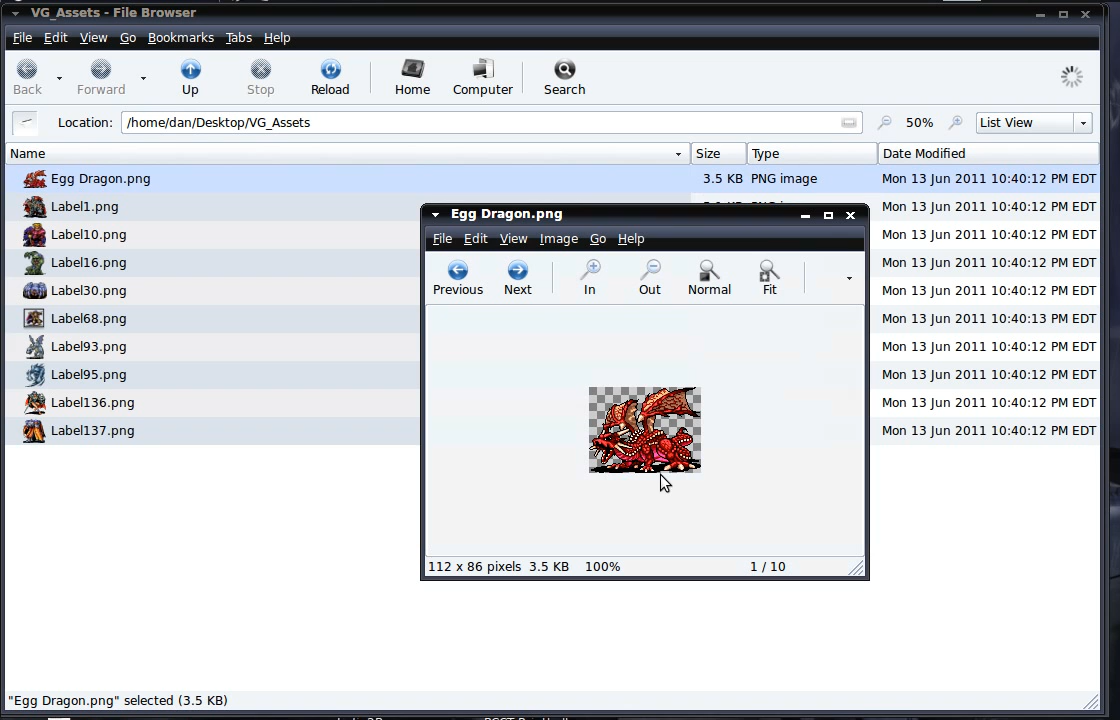 VG_Assets - File Browser
File Edit View Go Bookmarks Tabs Help
Back Forward Up Stop Reload Home Computer Search
Location: /home/dan/Desktop/VG_Assets 50% List View
Name Size Type Date Modified
Egg Dragon.png 3.5 KB PNG image Mon 13 Jun 2011 10:40:12 PM EDT
Label1.png Mon 13 Jun 2011 10:40:12 PM EDT
Label10.png Mon 13 Jun 2011 10:40:12 PM EDT
Label16.png Mon 13 Jun 2011 10:40:12 PM EDT
Label30.png Mon 13 Jun 2011 10:40:12 PM EDT
Label68.png Mon 13 Jun 2011 10:40:13 PM EDT
Label93.png Mon 13 Jun 2011 10:40:12 PM EDT
Label95.png Mon 13 Jun 2011 10:40:12 PM EDT
Label136.png Mon 13 Jun 2011 10:40:12 PM EDT
Label137.png Mon 13 Jun 2011 10:40:12 PM EDT
Egg Dragon.png
File Edit View Image Go Help
Previous Next In Out Normal Fit
112 x 86 pixels 3.5 KB 100% 1 / 10
"Egg Dragon.png" selected (3.5 KB)